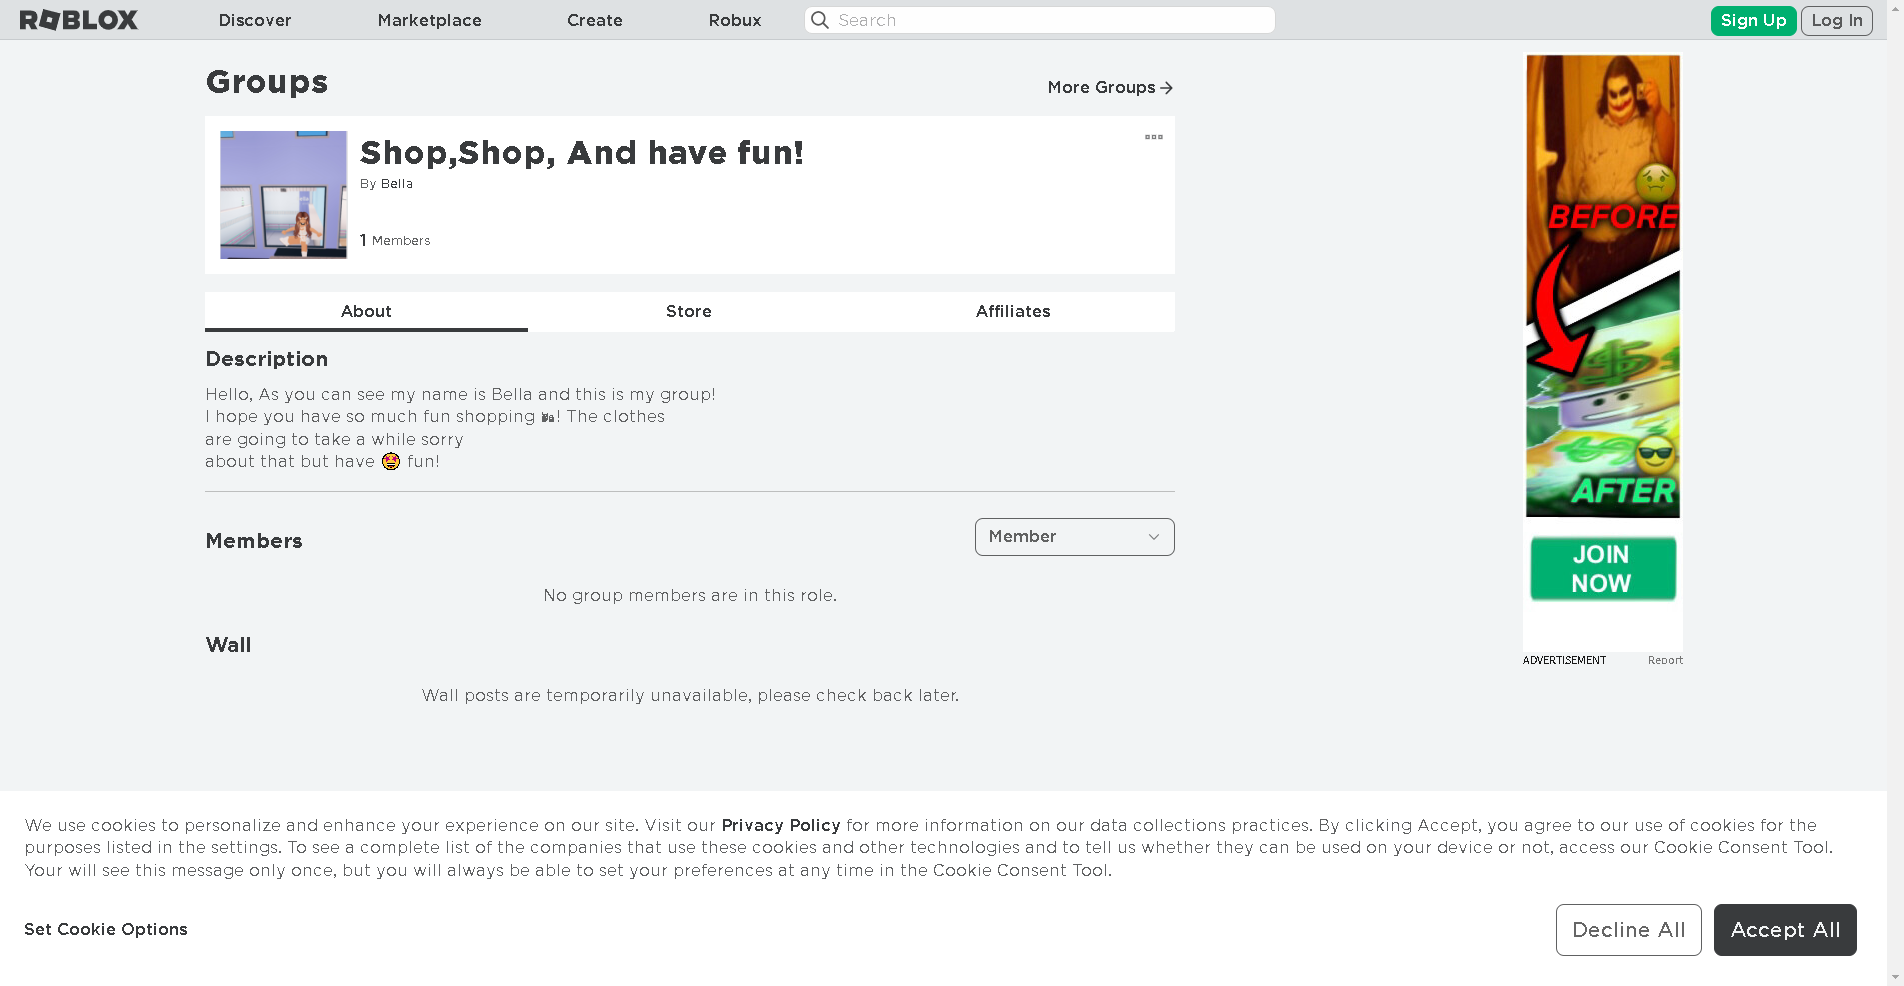 ROBLOX
Discover
Marketplace
Create
Robux
Search
Sign Up
Log In
Groups
More Groups
Shop,Shop, And have fun!
By Bella
1 Members
About
Store
Affiliates
Description
Hello, As you can see my name is Bella and this is my group!
I hope you have so much fun shopping 🛍! The clothes
are going to take a while sorry
about that but have 🤩 fun!
Members
Member
No group members are in this role.
Wall
Wall posts are temporarily unavailable, please check back later.
BEFORE
AFTER
JOIN
NOW
ADVERTISEMENT
Report
We use cookies to personalize and enhance your experience on our site. Visit our Privacy Policy for more information on our data collections practices. By clicking Accept, you agree to our use of cookies for the
purposes listed in the settings. To see a complete list of the companies that use these cookies and other technologies and to tell us whether they can be used on your device or not, access our Cookie Consent Tool.
Your will see this message only once, but you will always be able to set your preferences at any time in the Cookie Consent Tool.
Set Cookie Options
Decline All
Accept All